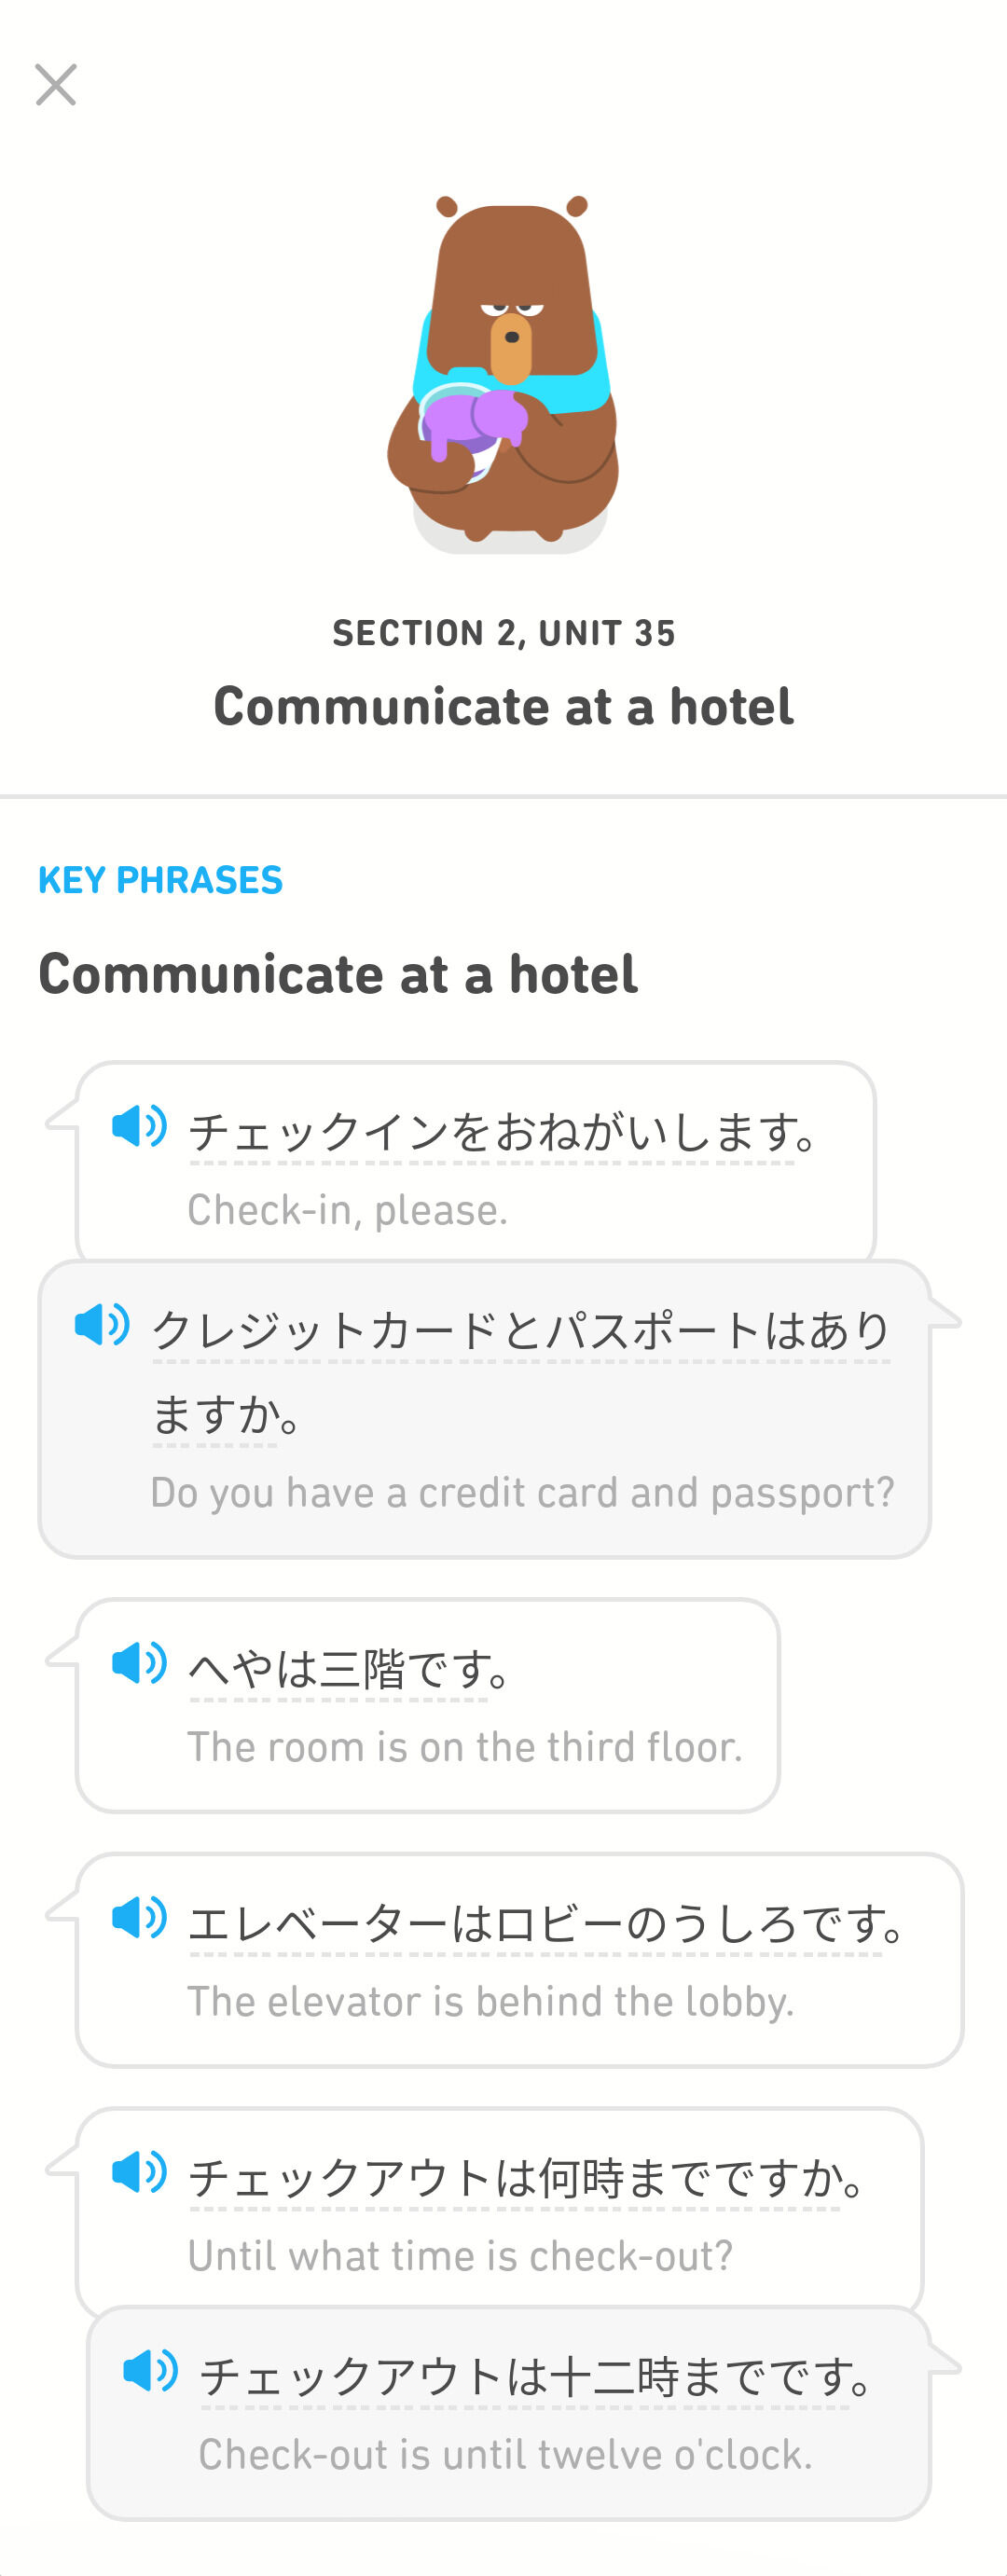 SECTION 2, UNIT 35
Communicate at a hotel
KEY PHRASES
Communicate at a hotel
チェックインをおねがいします。
Check-in, please.
クレジットカードとパスポートはあり
ますか。
Do you have a credit card and passport?
へやは三階です。
The room is on the third floor.
エレベーターはロビーのうしろです。
The elevator is behind the lobby.
チェックアウトは何時まででですか。
Until what time is check-out?
チェックアウトは十二時までです。
Check-out is until twelve o'clock.